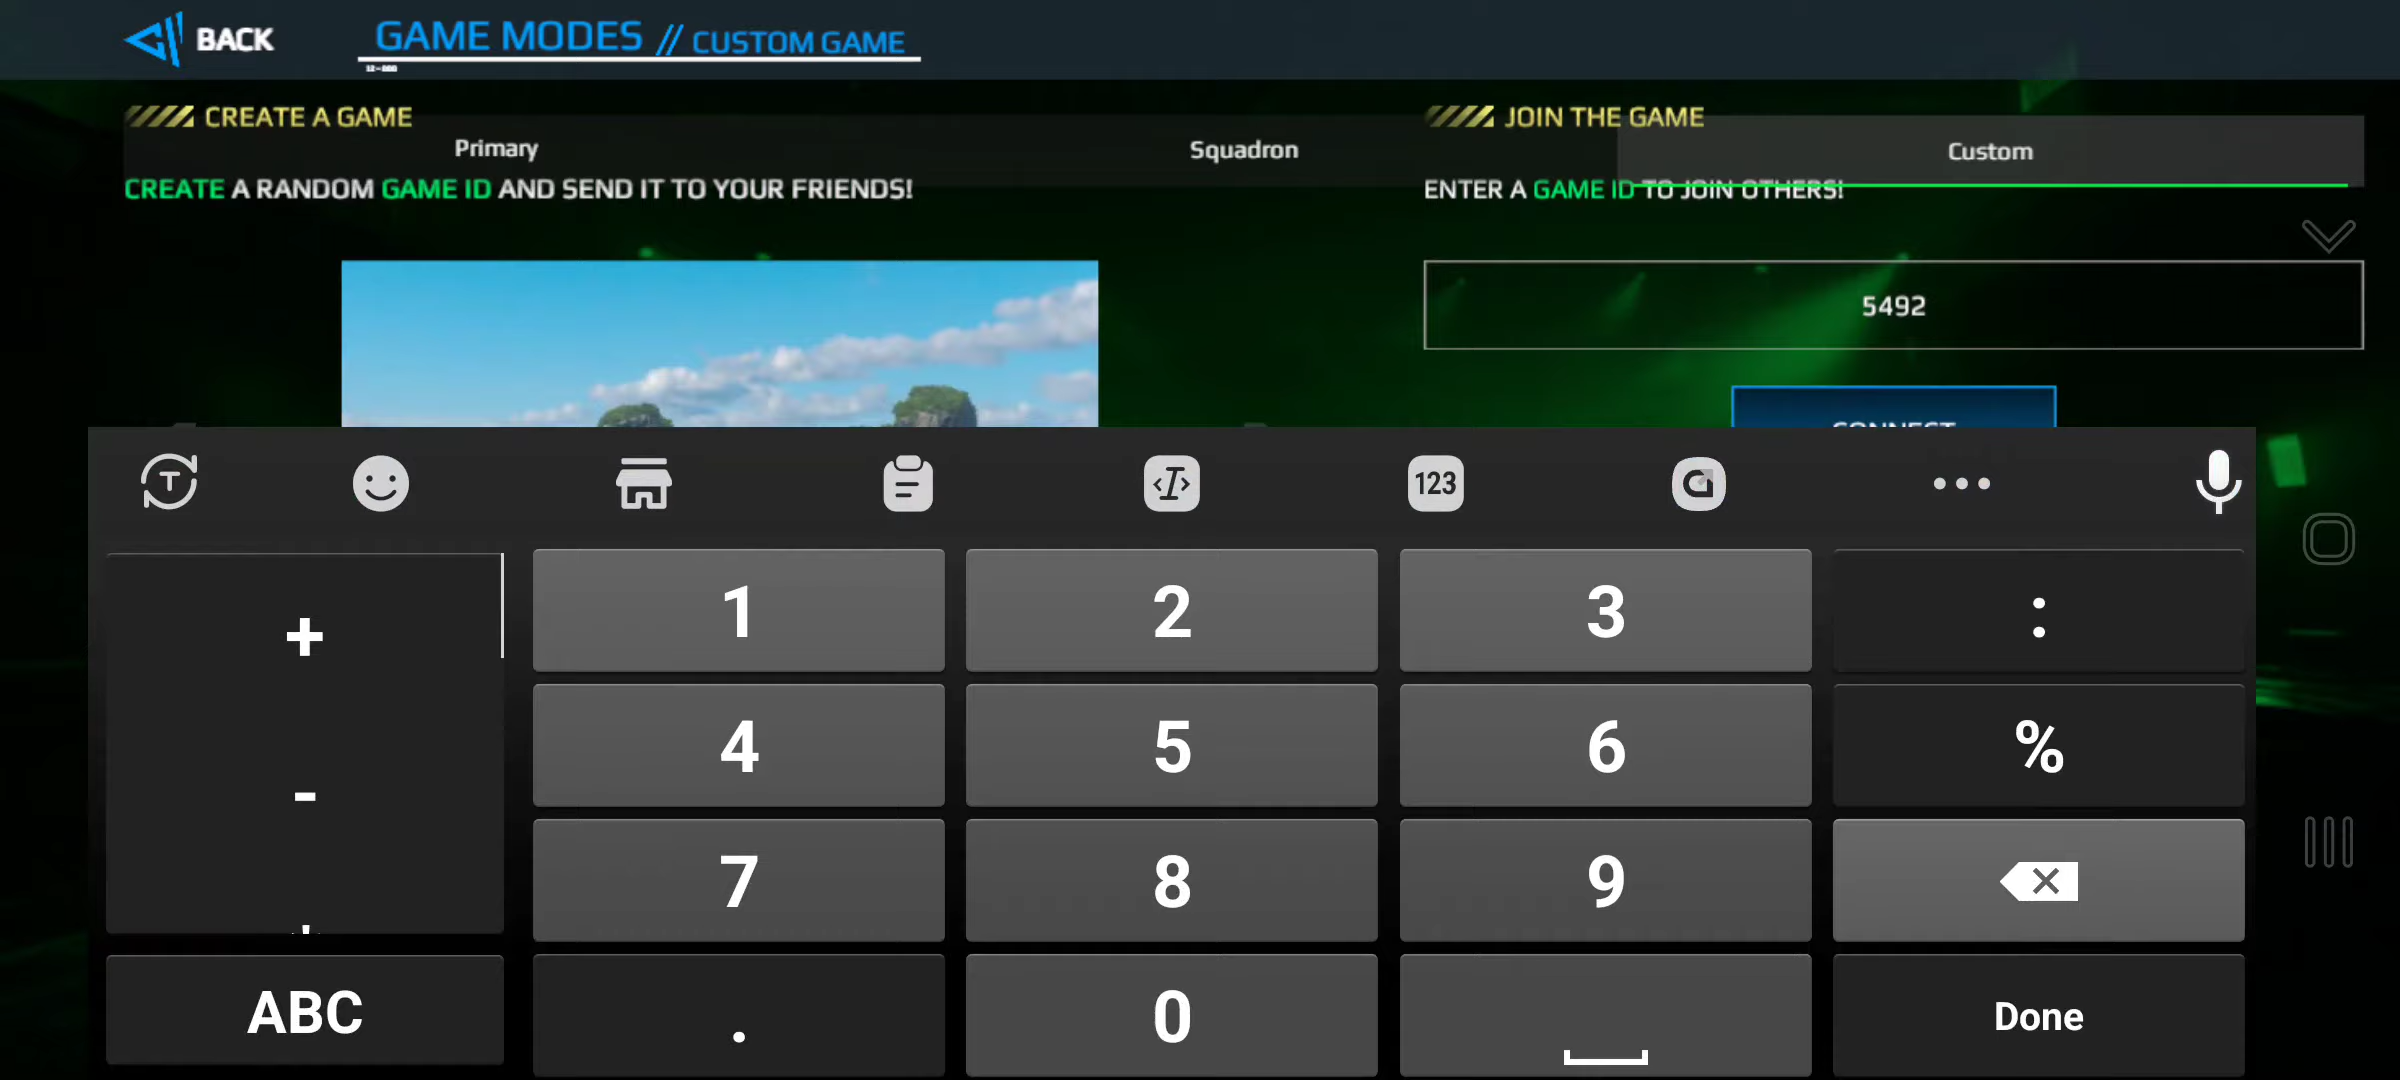 BACK
GAME MODES // CUSTOM GAME
CREATE A GAME
JOIN THE GAME
Primary
Squadron
Custom
CREATE A RANDOM GAME ID AND SEND IT TO YOUR FRIENDS!
ENTER A GAME ID TO JOIN OTHERS!
5492
CONNECT
T
123
+
1
2
3
:
-
4
5
6
%
7
8
9
ABC
.
0
Done